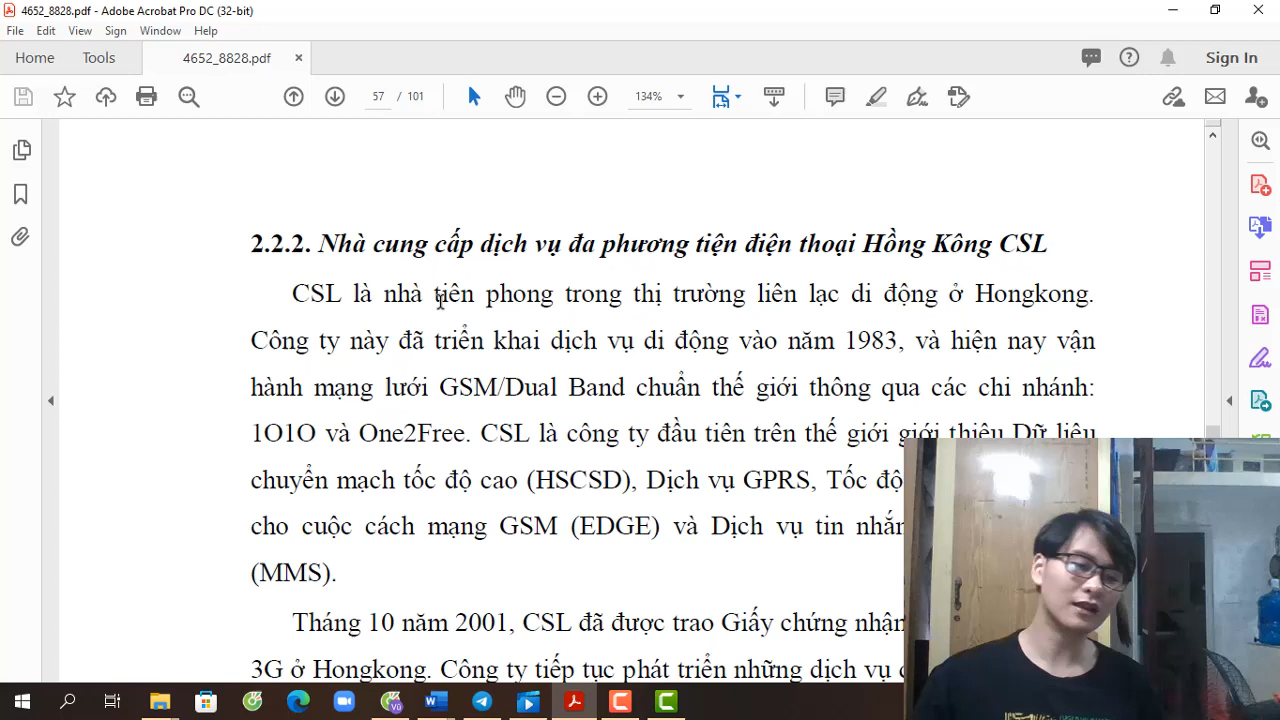 4652_8828.pdf - Adobe Acrobat Pro DC (32-bit)
File Edit View Sign Window Help
Home Tools 4652_8828.pdf × Sign In
57 / 101 134%
2.2.2. Nhà cung cấp dịch vụ đa phương tiện điện thoại Hồng Kông CSL
CSL là nhà tiên phong trong thị trường liên lạc di động ở Hongkong.
Công ty này đã triển khai dịch vụ di động vào năm 1983, và hiện nay vận
hành mạng lưới GSM/Dual Band chuẩn thế giới thông qua các chi nhánh:
1O1O và One2Free. CSL là công ty đầu tiên trên thế giới giới thiệu Dữ liệu
chuyển mạch tốc độ cao (HSCSD), Dịch vụ GPRS, Tốc độ
cho cuộc cách mạng GSM (EDGE) và Dịch vụ tin nhắn
(MMS).
Tháng 10 năm 2001, CSL đã được trao Giấy chứng nhận
3G ở Hongkong. Công ty tiếp tục phát triển những dịch vụ